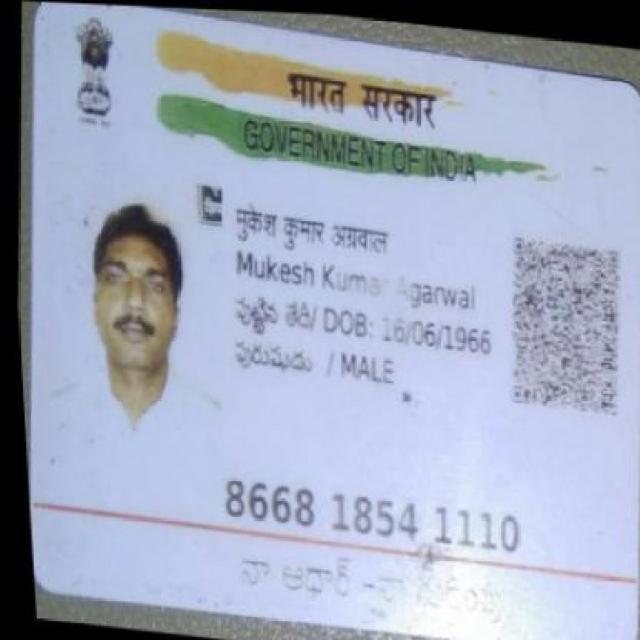 भारत सरकार
GOVERNMENT OF INDIA
मुकेश कुमार अग्रवाल
Mukesh Kumar Agarwal
పుట్టిన తేదీ/ DOB: 16/06/1966
పురుషుడు / MALE
8668 1854 1110
నా ఆధార్ -నా